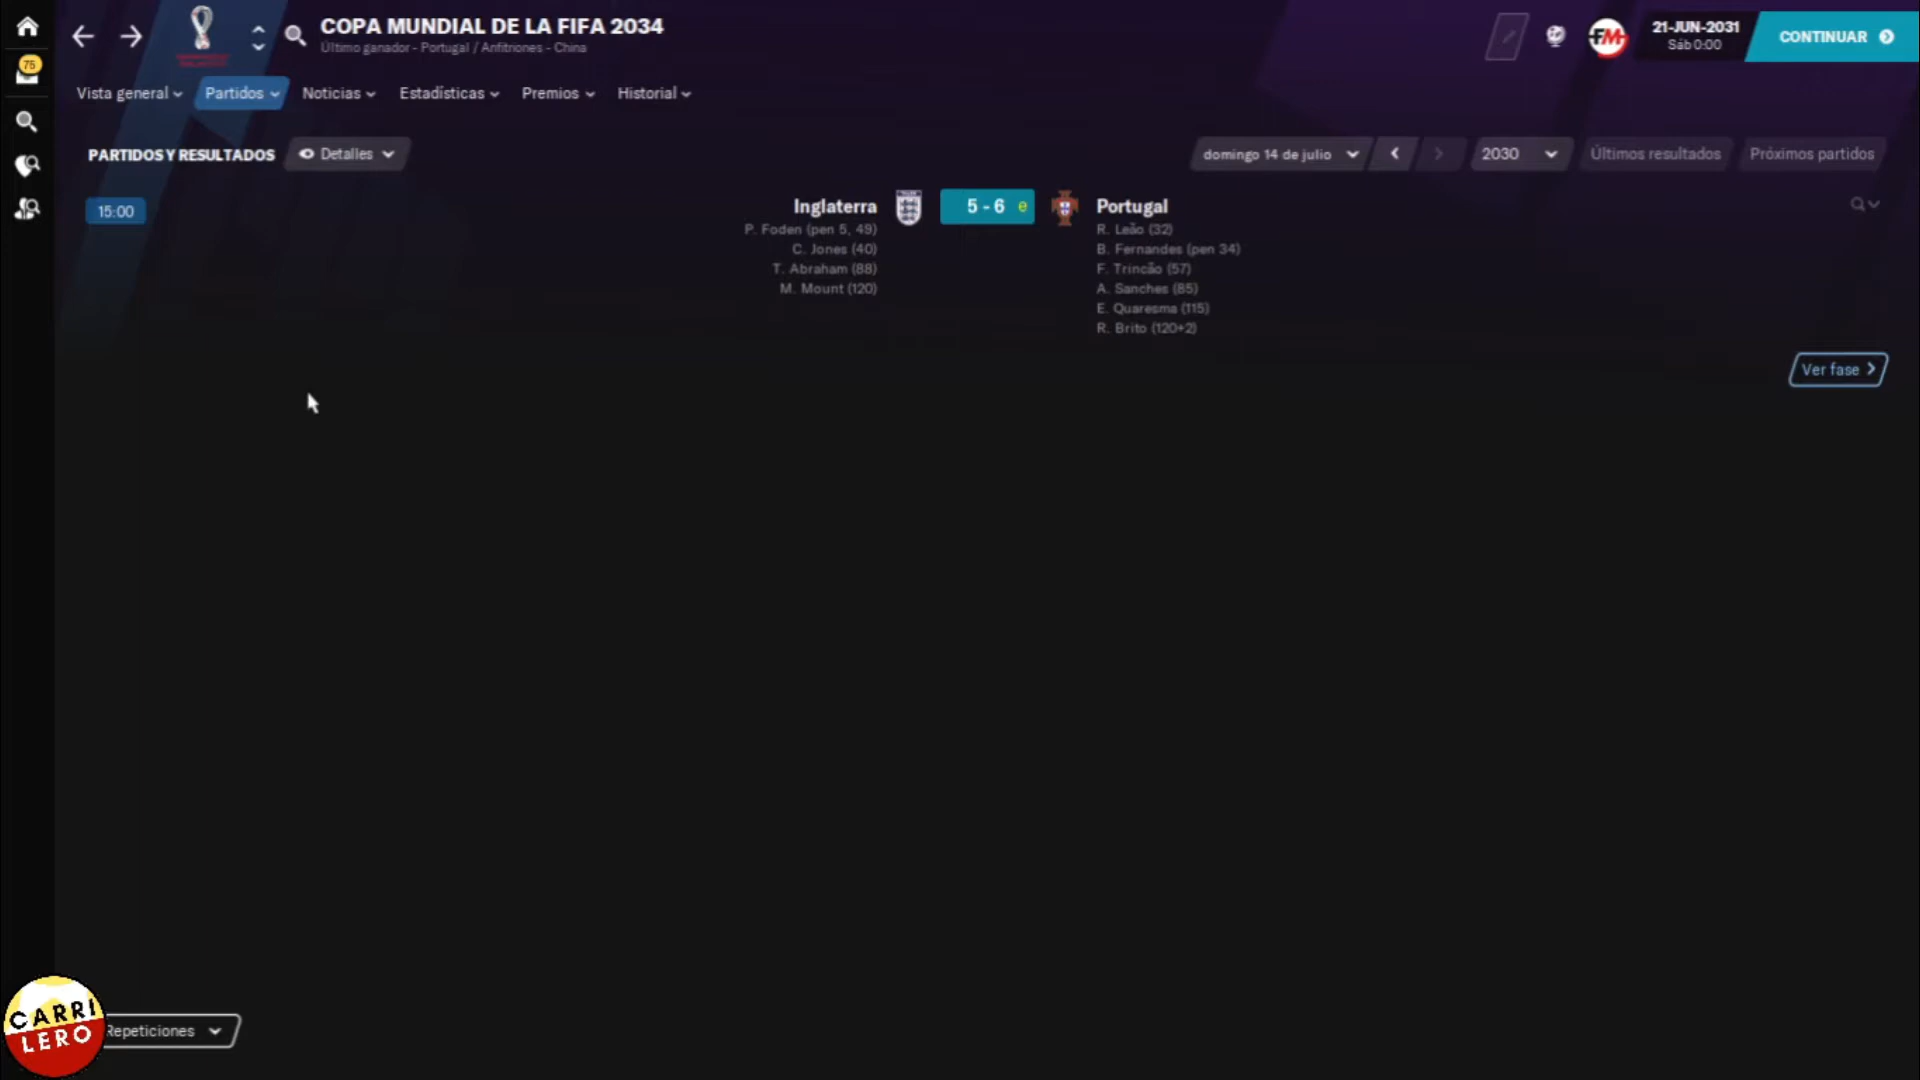 COPA MUNDIAL DE LA FIFA 2034
Último ganador - Portugal / Anfitriones - China
21-JUN-2031
Sáb 0:00
CONTINUAR
75
Vista general
Partidos
Noticias
Estadísticas
Premios
Historial
PARTIDOS Y RESULTADOS
Detalles
domingo 14 de julio
2030
Últimos resultados
Próximos partidos
15:00
Inglaterra
5 - 6 e
Portugal
P. Foden (pen 5, 49)
C. Jones (40)
T. Abraham (88)
M. Mount (120)
R. Leão (32)
B. Fernandes (pen 34)
F. Trincão (57)
A. Sanches (85)
E. Quaresma (115)
R. Brito (120+2)
Ver fase
CARRI
LERO
Repeticiones
FM